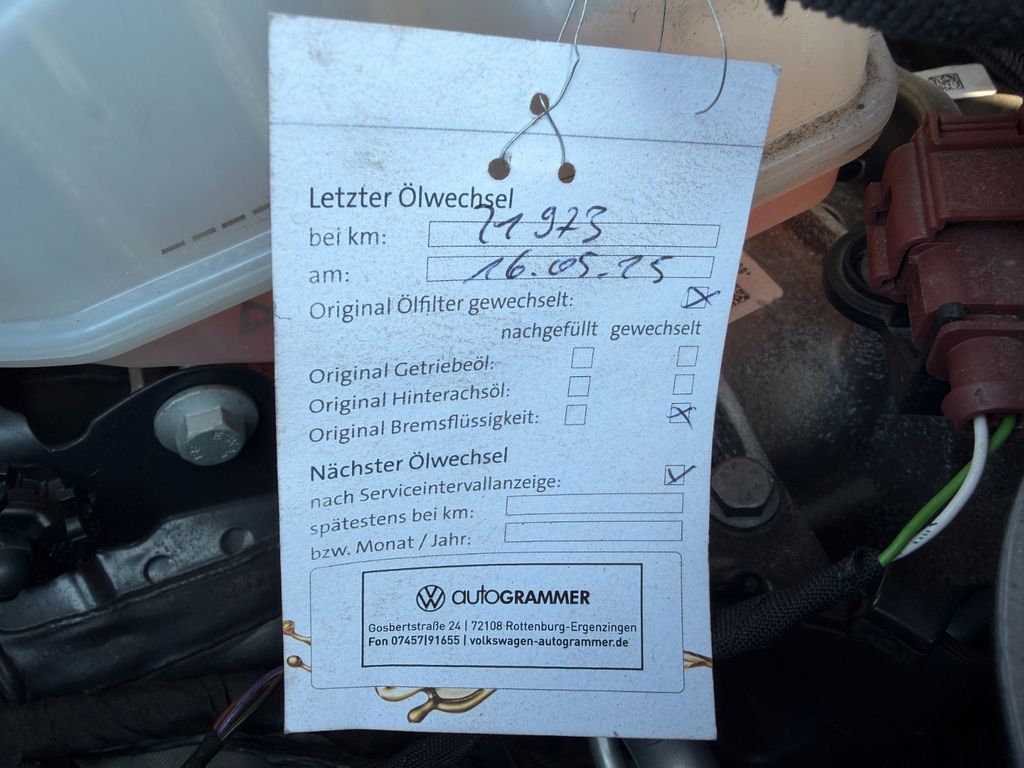 Letzter Ölwechsel
bei km: 21 973
am: 16.05.25
Original Ölfilter gewechselt:
nachgefüllt gewechselt
Original Getriebeöl:
Original Hinterachsöl:
Original Bremsflüssigkeit:
Nächster Ölwechsel
nach Serviceintervallanzeige:
spätestens bei km:
bzw. Monat / Jahr:
autoGRAMMER
Gosbertstraße 24 | 72108 Rottenburg-Ergenzingen
Fon 07457|91655 | volkswagen-autogrammer.de